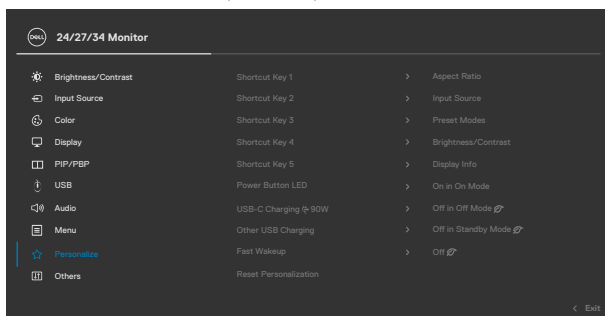 DELL 24/27/34 Monitor
Brightness/Contrast Shortcut Key 1 > Aspect Ratio
Input Source Shortcut Key 2 > Input Source
Color Shortcut Key 3 > Preset Modes
Display Shortcut Key 4 > Brightness/Contrast
PIP/PBP Shortcut Key 5 > Display Info
USB Power Button LED > On in On Mode
Audio USB-C Charging 90W > Off in Off Mode
Menu Other USB Charging > Off in Standby Mode
Personalize Fast Wakeup > Off
Others Reset Personalization
< Exit